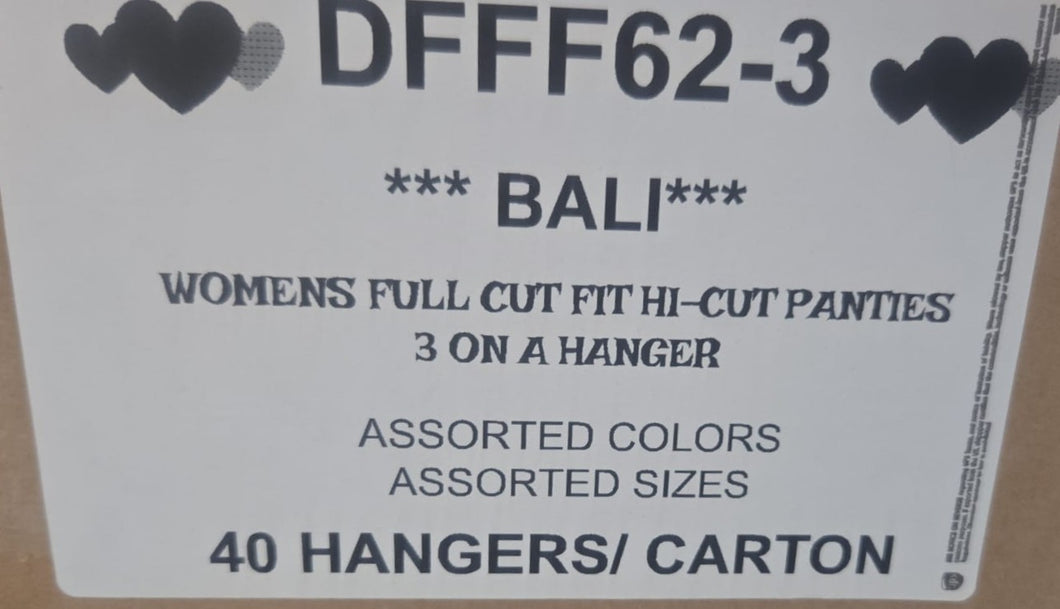 DFFF62-3
*** BALI***
WOMENS FULL CUT FIT HI-CUT PANTIES
3 ON A HANGER
ASSORTED COLORS
ASSORTED SIZES
40 HANGERS/ CARTON